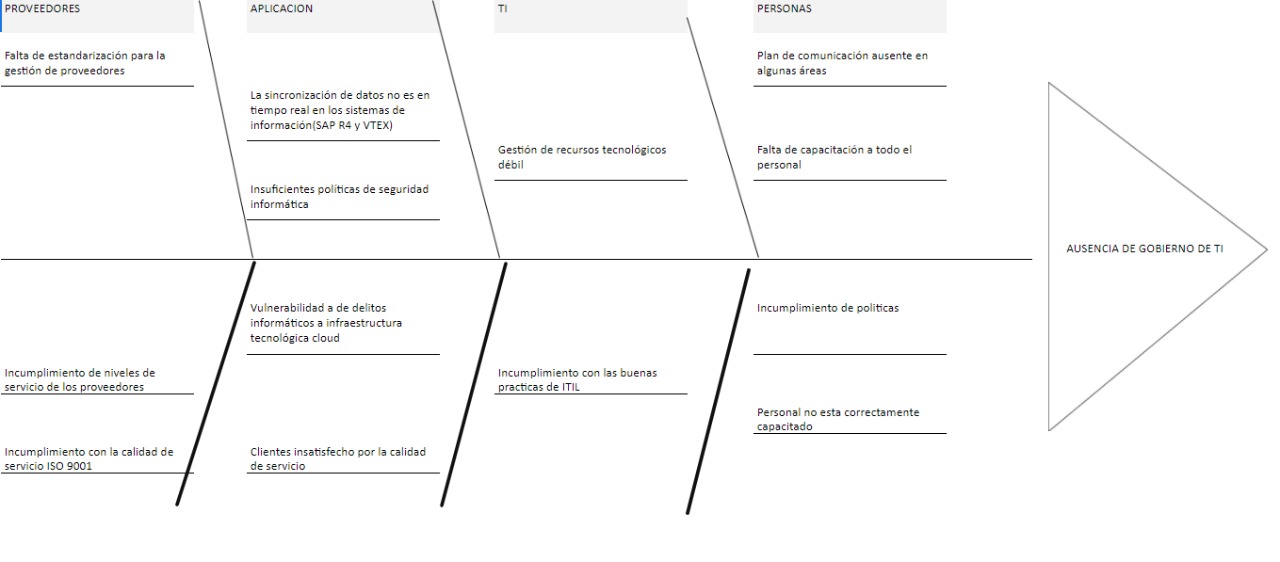 PROVEEDORES
APLICACION
TI
PERSONAS
Falta de estandarización para la
gestión de proveedores
La sincronización de datos no es en
tiempo real en los sistemas de
información(SAP R4 y VTEX)
Insuficientes políticas de seguridad
informática
Gestión de recursos tecnológicos
débil
Plan de comunicación ausente en
algunas áreas
Falta de capacitación a todo el
personal
AUSENCIA DE GOBIERNO DE TI
Incumplimiento de niveles de
servicio de los proveedores
Incumplimiento con la calidad de
servicio ISO 9001
Vulnerabilidad a de delitos
informáticos a infraestructura
tecnológica cloud
Clientes insatisfecho por la calidad
de servicio
Incumplimiento con las buenas
practicas de ITIL
Incumplimiento de politicas
Personal no esta correctamente
capacitado